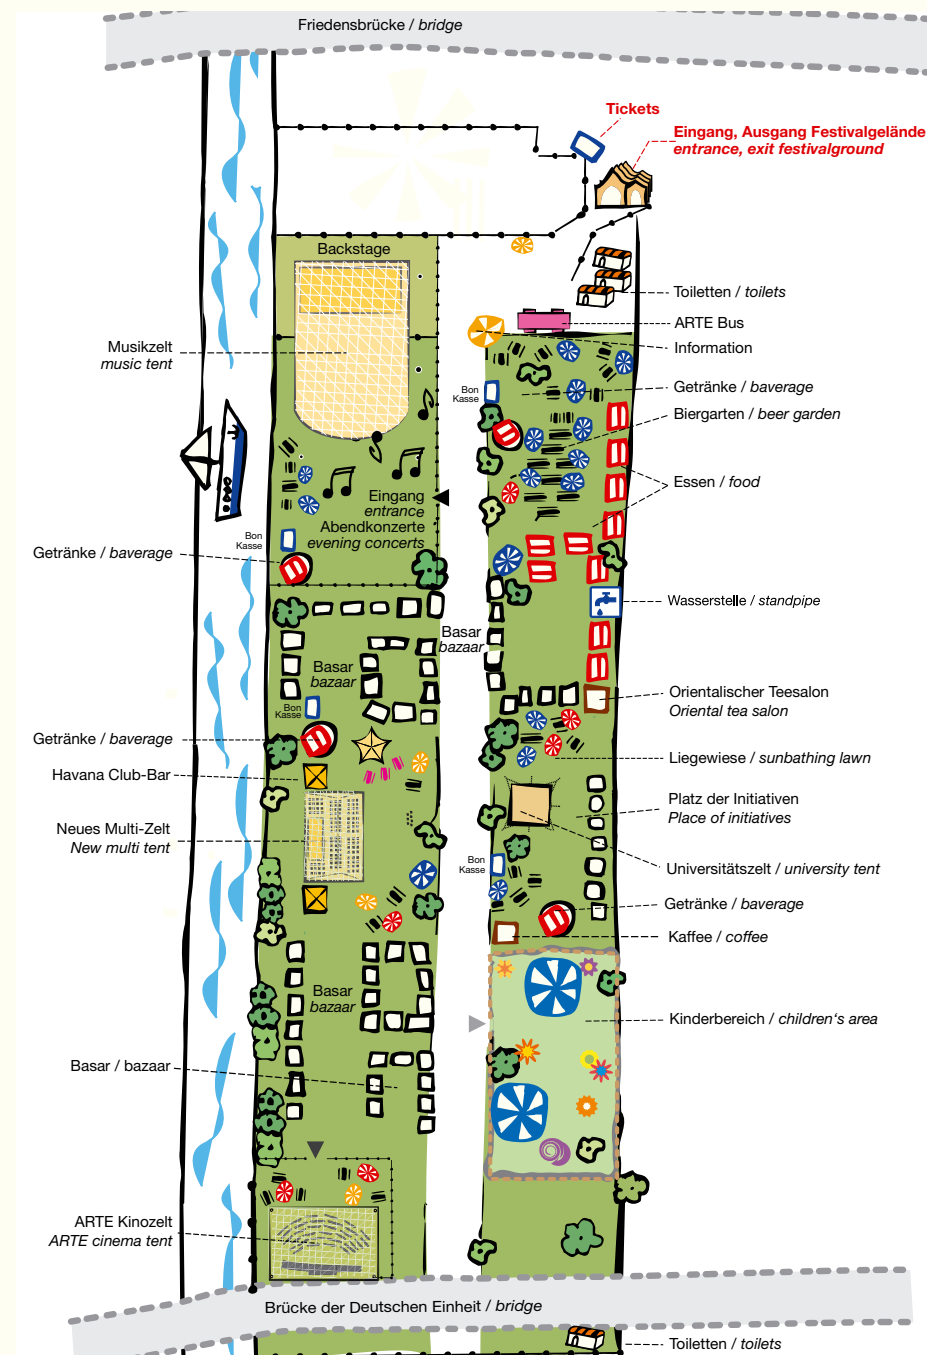 Friedensbrücke / bridge
Tickets
Eingang, Ausgang Festivalgelände
entrance, exit festivalground
Backstage
Toiletten / toilets
ARTE Bus
Information
Musikzelt
music tent
Bon
Kasse
Getränke / baverage
Biergarten / beer garden
Essen / food
Eingang
entrance
Abendkonzerte
evening concerts
Bon
Kasse
Getränke / baverage
Wasserstelle / standpipe
Basar
bazaar
Basar
bazaar
Orientalischer Teesalon
Oriental tea salon
Bon
Kasse
Getränke / baverage
Liegewiese / sunbathing lawn
Havana Club-Bar
Platz der Initiativen
Place of initiatives
Neues Multi-Zelt
New multi tent
Bon
Kasse
Universitätszelt / university tent
Getränke / baverage
Kaffee / coffee
Basar
bazaar
Kinderbereich / children‘s area
Basar / bazaar
ARTE Kinozelt
ARTE cinema tent
Brücke der Deutschen Einheit / bridge
Toiletten / toilets